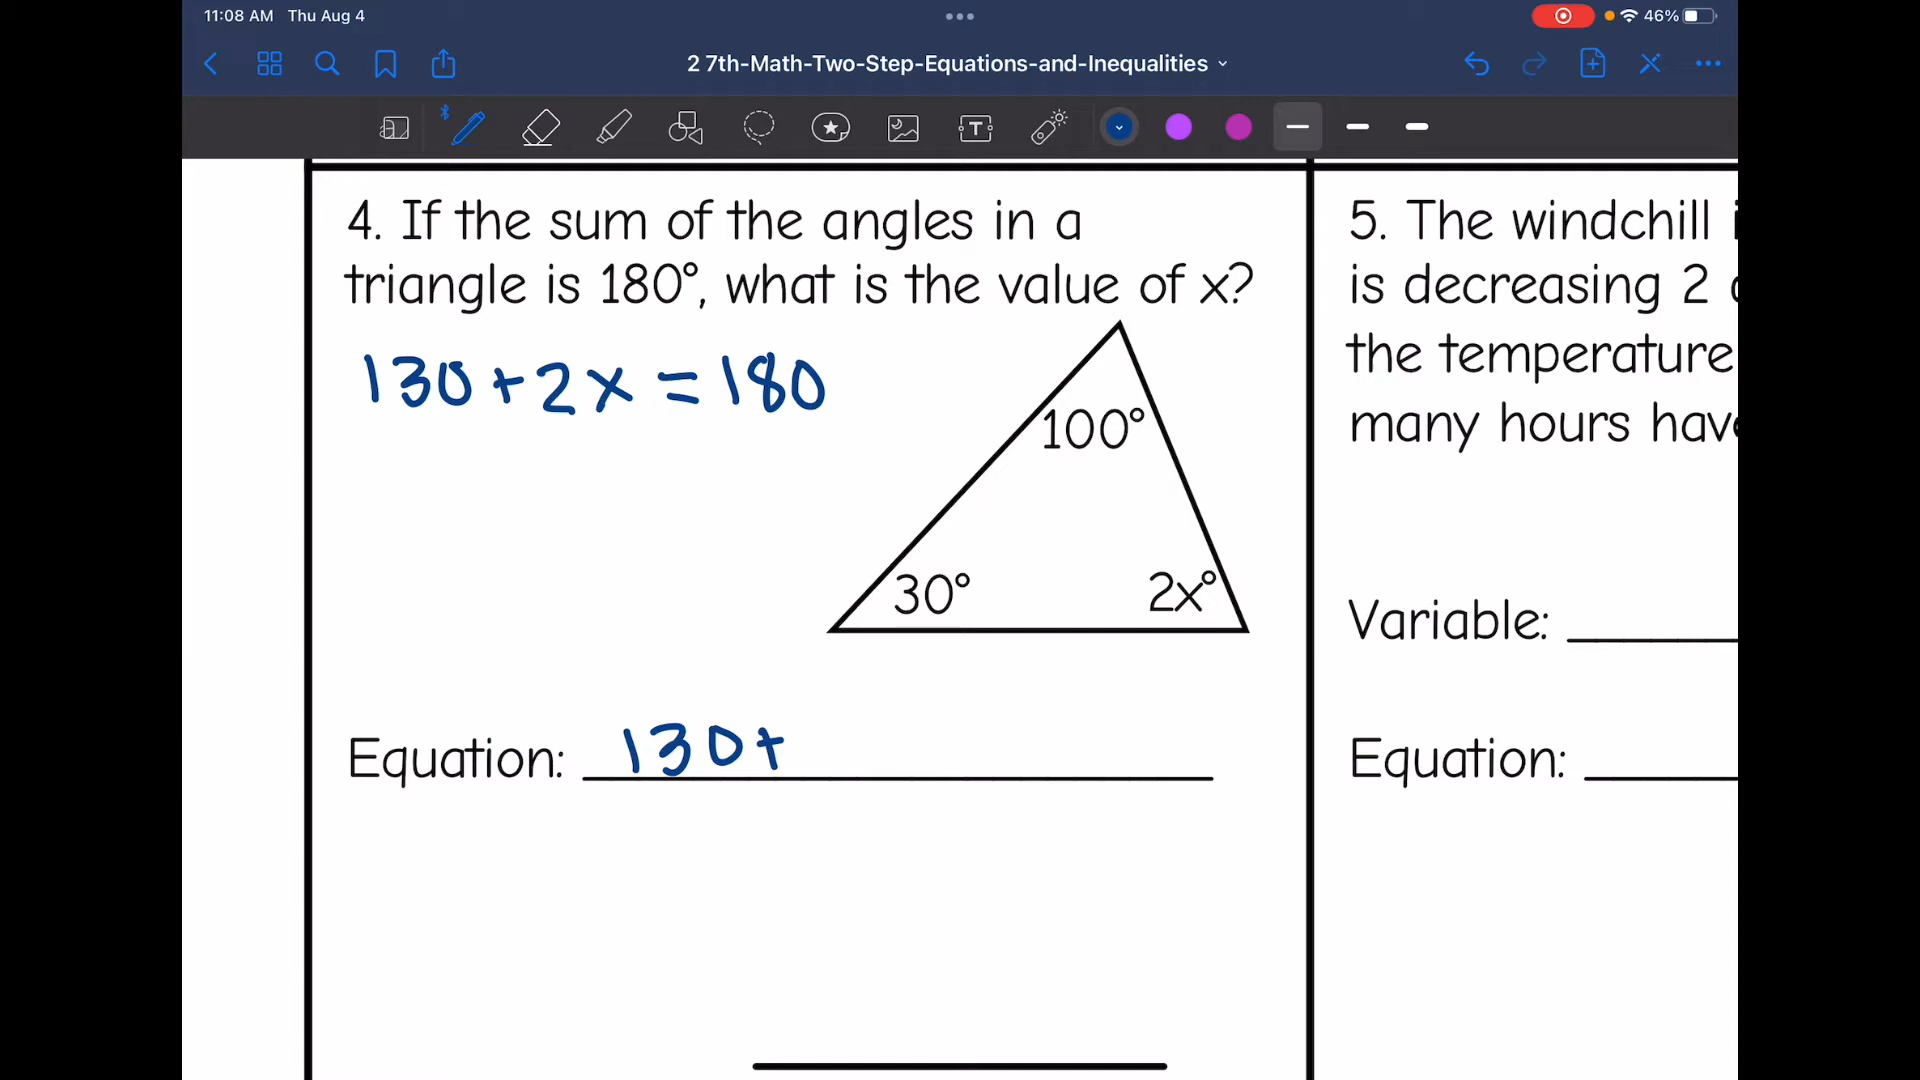 11:08 AM Thu Aug 4
46%
2 7th-Math-Two-Step-Equations-and-Inequalities
4. If the sum of the angles in a
triangle is 180°, what is the value of x?
130+2x=180
100°
30°
2x°
Equation: 130+
5. The windchill
is decreasing 2
the temperature
many hours have
Variable:
Equation: